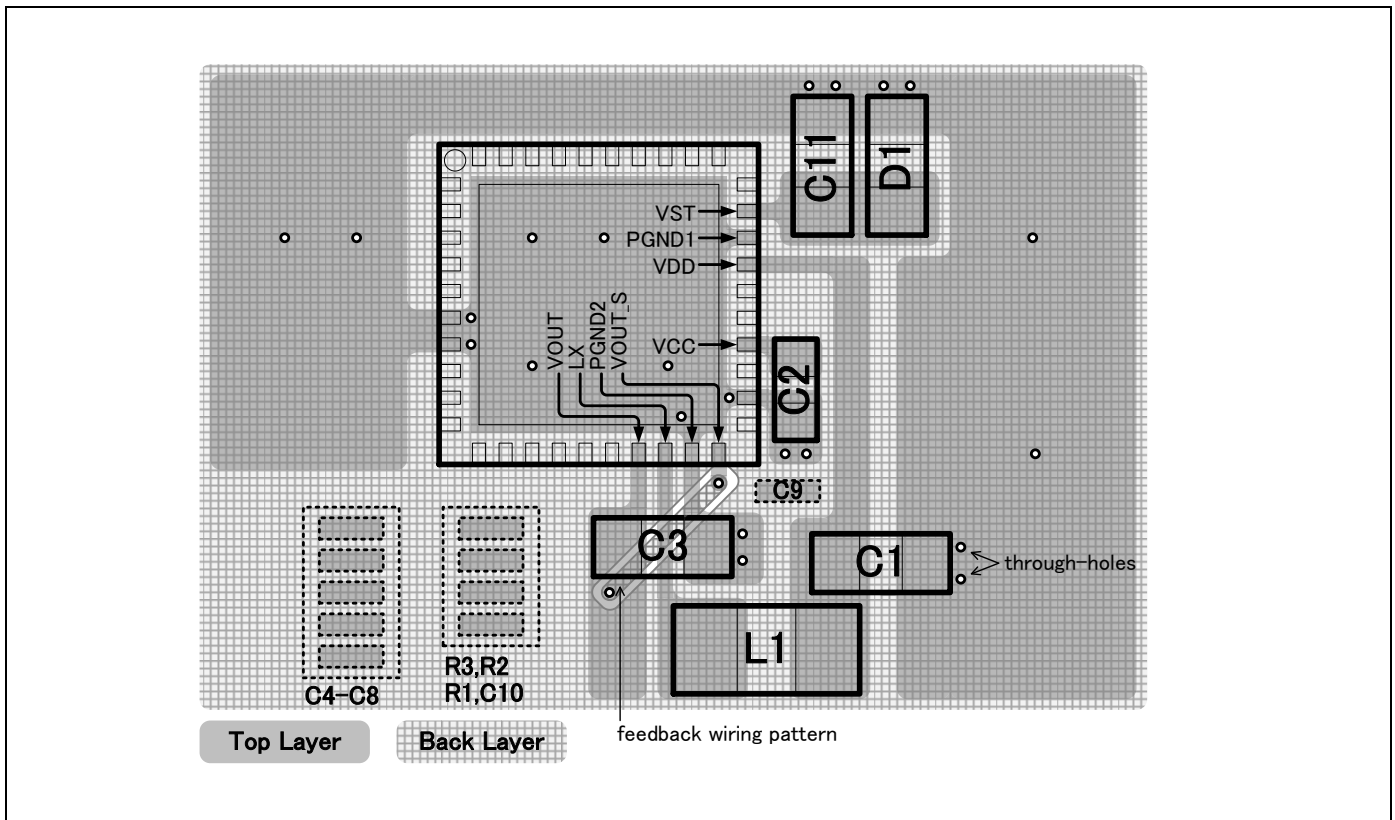 C11
D1
VST
PGND1
VDD
VOUT
LX
PGND2
VOUT_S
VCC
C2
C9
C3
C1
through-holes
L1
R3,R2
R1,C10
C4-C8
feedback wiring pattern
Top Layer
Back Layer